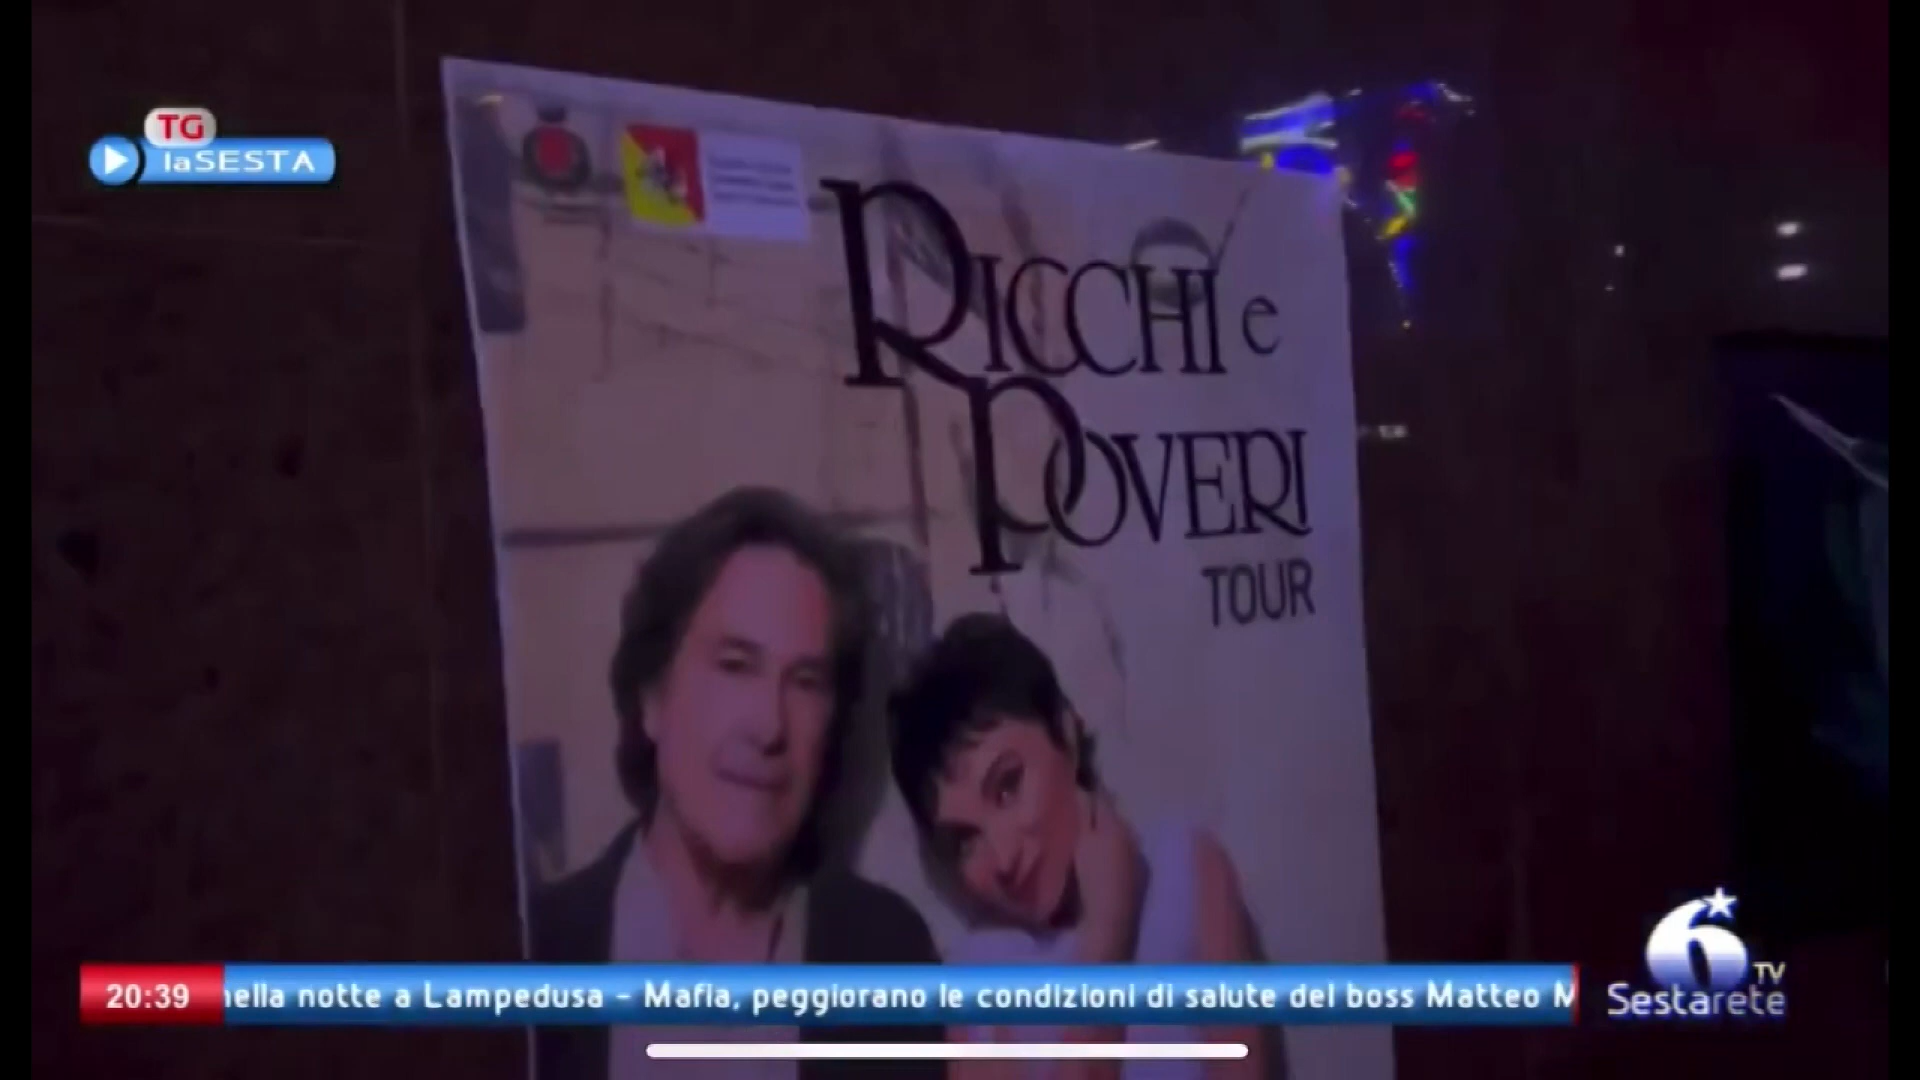 TG
laSESTA
RICCHI e
POVERI
TOUR
20:39
nella notte a Lampedusa - Mafia, peggiorano le condizioni di salute del boss Matteo M
6
TV
Sestarete